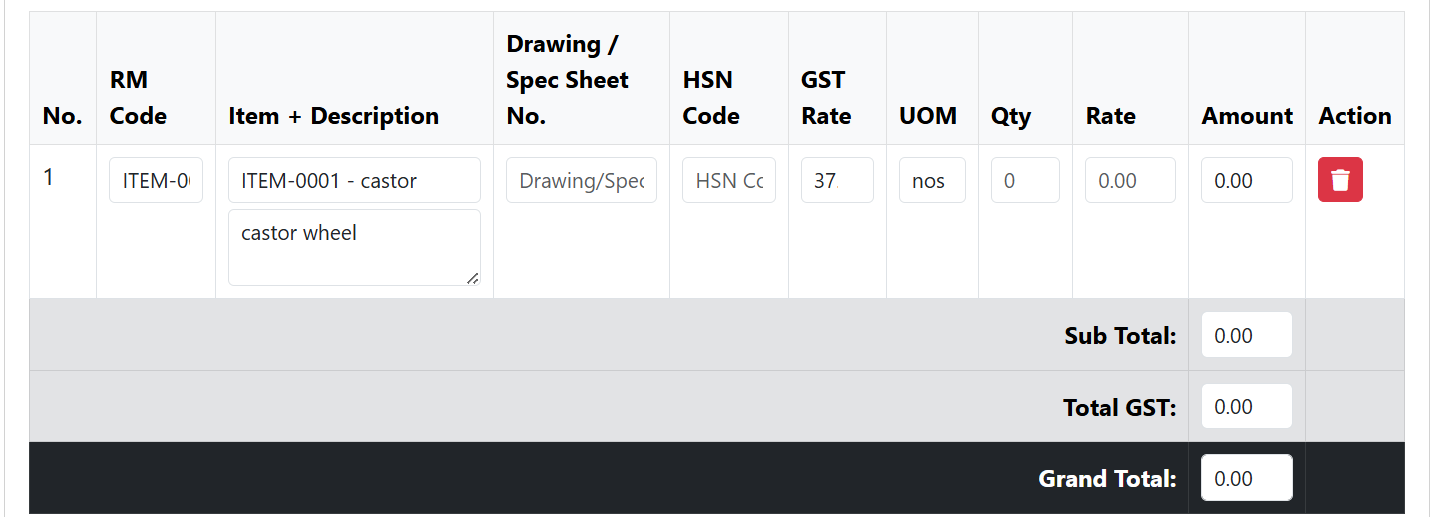 No.
RM
Code
Item + Description
Drawing /
Spec Sheet
No.
HSN
Code
GST
Rate
UOM
Qty
Rate
Amount
Action
1
ITEM-0
ITEM-0001 - castor
castor wheel
Drawing/Spec
HSN Co
37
nos
0
0.00
0.00
Sub Total:
0.00
Total GST:
0.00
Grand Total:
0.00